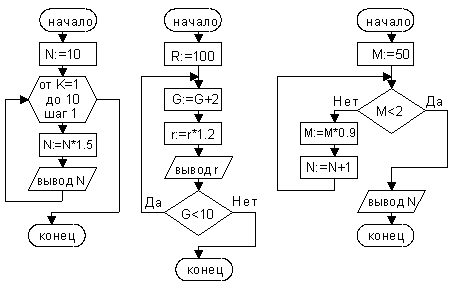 начало
N:=10
от K=1
до 10
шаг 1
N:=N*1.5
вывод N
конец
начало
R:=100
G:=G+2
r:=r*1.2
вывод r
Да
Нет
G<10
конец
начало
M:=50
Нет
Да
M<2
M:=M*0.9
N:=N+1
вывод N
конец